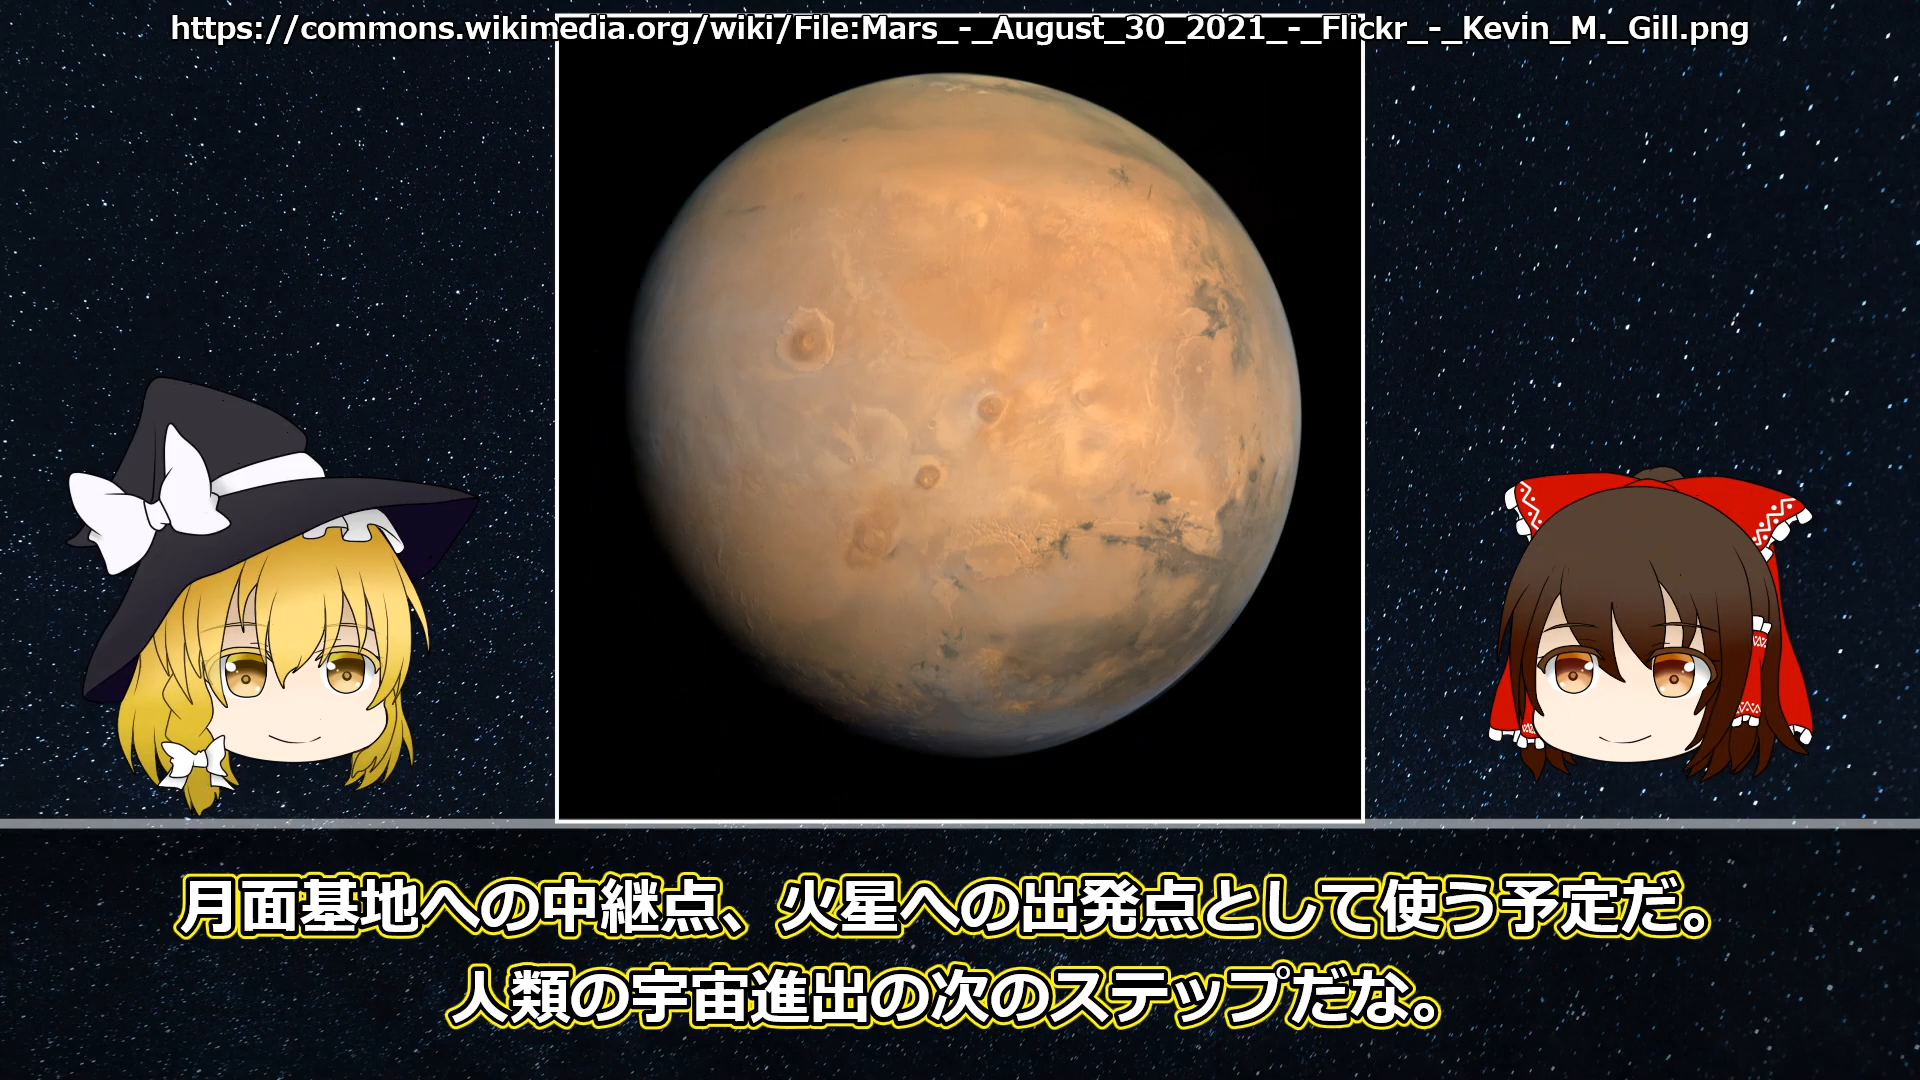 https://commons.wikimedia.org/wiki/File:Mars_-_August_30_2021_-_Flickr_-_Kevin_M._Gill.png
月面基地への中継点、火星への出発点として使う予定だ。
人類の宇宙進出の次のステップだな。